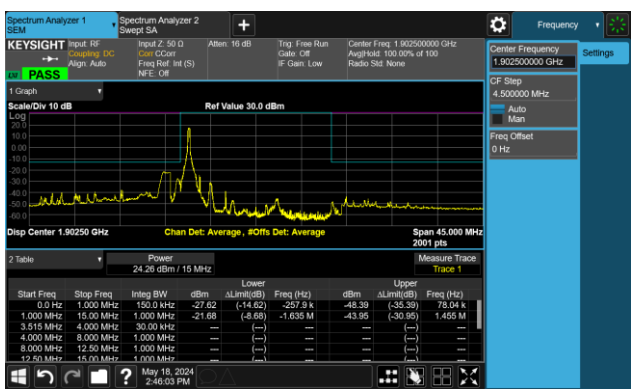 Spectrum Analyzer 1
SEM
Spectrum Analyzer 2
Swept SA
+
Frequency
KEYSIGHT
Input: RF
Coupling: DC
Align: Auto
Input Z: 50 Ω
Corr CCorr
Freq Ref: Int (S)
NFE: Off
Atten: 16 dB
Trig: Free Run
Gate: Off
IF Gain: Low
Center Freq: 1.902500000 GHz
Avg|Hold: 100.00% of 100
Radio Std: None
PASS
Center Frequency
1.902500000 GHz
Settings
CF Step
4.500000 MHz
Auto
Man
Freq Offset
0 Hz
1 Graph
Scale/Div 10 dB
Ref Value 30.0 dBm
Log
20.0
10.0
0.00
-10.0
-20.0
-30.0
-40.0
-50.0
-60.0
Disp Center 1.90250 GHz
Chan Det: Average , #Offs Det: Average
Span 45.000 MHz
2001 pts
2 Table
Power
24.26 dBm / 15 MHz
Measure Trace
Trace 1
Lower Upper
Start Freq Stop Freq Integ BW dBm ΔLimit(dB) Freq (Hz) dBm ΔLimit(dB) Freq (Hz)
0.0 Hz 1.000 MHz 150.0 kHz -27.62 (-14.62) -257.9 k -48.39 (-35.39) 78.04 k
1.000 MHz 15.00 MHz 1.000 MHz -21.68 (-8.68) -1.635 M -43.95 (-30.95) 1.455 M
3.515 MHz 4.000 MHz 30.00 kHz --- (---) --- --- (---) ---
4.000 MHz 8.000 MHz 1.000 MHz --- (---) --- --- (---) ---
8.000 MHz 12.50 MHz 1.000 MHz --- (---) --- --- (---) ---
12.50 MHz 15.00 MHz 1.000 MHz --- (---) --- --- (---) ---
?
May 18, 2024
2:46:03 PM